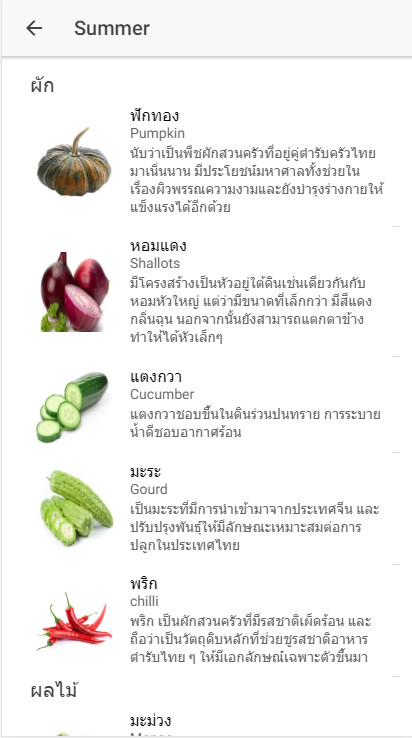 Summer
ผัก
ฟักทอง
Pumpkin
นับว่าเป็นพืชผักสวนครัวที่อยู่คู่ตำรับครัวไทย
มาเนิ่นนาน มีประโยชน์มหาศาลทั้งช่วยใน
เรื่องผิวพรรณความงามและยังบำรุงร่างกายให้
แข็งแรงได้อีกด้วย
หอมแดง
Shallots
มีโครงสร้างเป็นหัวอยู่ใต้ดินเช่นเดียวกันกับ
หอมหัวใหญ่ แต่ว่ามีขนาดที่เล็กกว่า มีสีแดง
กลิ่นฉุน นอกจากนั้นยังสามารถแตกตาข้าง
ทำให้ได้หัวเล็กๆ
แตงกวา
Cucumber
แตงกวาชอบขึ้นในดินร่วนปนทราย การระบาย
น้ำดีชอบอากาศร้อน
มะระ
Gourd
เป็นมะระที่มีการนำเข้ามาจากประเทศจีน และ
ปรับปรุงพันธุ์ให้มีลักษณะเหมาะสมต่อการ
ปลูกในประเทศไทย
พริก
chilli
พริก เป็นผักสวนครัวที่มีรสชาติเผ็ดร้อน และ
ถือว่าเป็นวัตถุดิบหลักที่ช่วยชูรสชาติอาหาร
ตำรับไทย ๆ ให้มีเอกลักษณ์เฉพาะตัวขึ้นมา
ผลไม้
มะม่วง